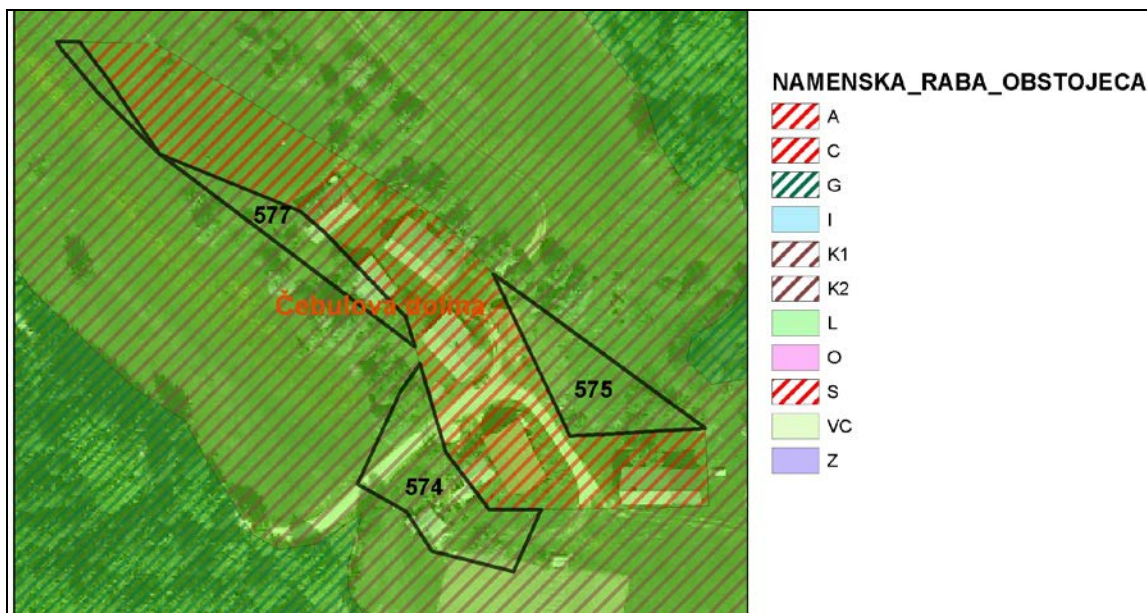 577
Čebulova dolina
575
574
NAMENSKA_RABA_OBSTOJECA
A
C
G
I
K1
K2
L
O
S
VC
Z